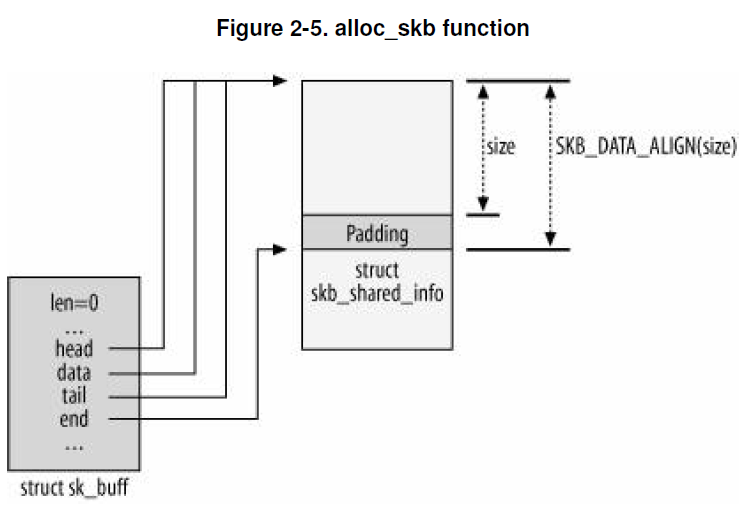 Figure 2-5. alloc_skb function
size
SKB_DATA_ALIGN(size)
Padding
struct
skb_shared_info
len=0
...
head
data
tail
end
...
struct sk_buff